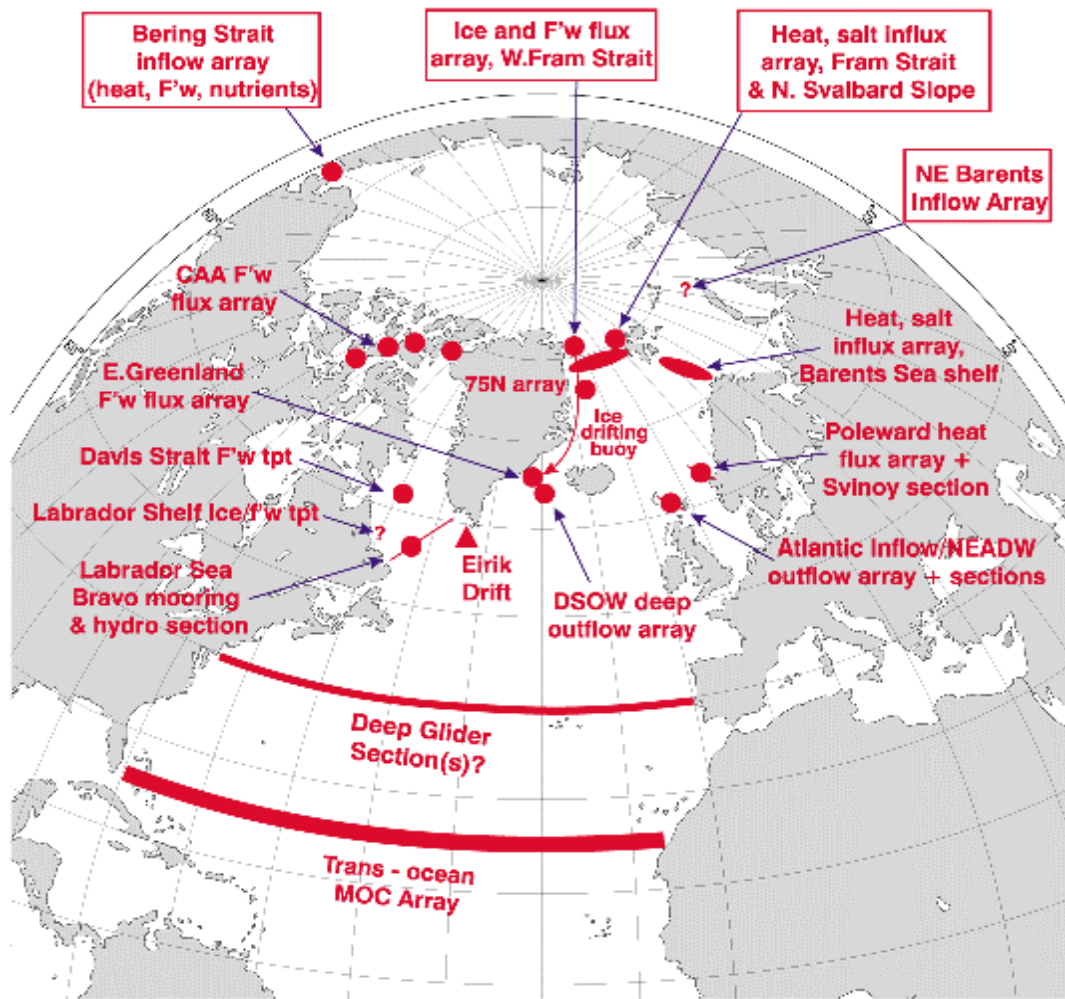 Bering Strait
inflow array
(heat, F'w, nutrients)
Ice and F'w flux
array, W.Fram Strait
Heat, salt influx
array, Fram Strait
& N. Svalbard Slope
NE Barents
Inflow Array
?
CAA F'w
flux array
Heat, salt
influx array,
Barents Sea shelf
E.Greenland
F'w flux array
75N array
Ice
drifting
buoy
Poleward heat
flux array +
Svinoy section
Davis Strait F'w tpt
Labrador Shelf Ice/f'w tpt
?
Labrador Sea
Bravo mooring
& hydro section
Eirik
Drift
DSOW deep
outflow array
Atlantic Inflow/NEADW
outflow array + sections
Deep Glider
Section(s)?
Trans - ocean
MOC Array